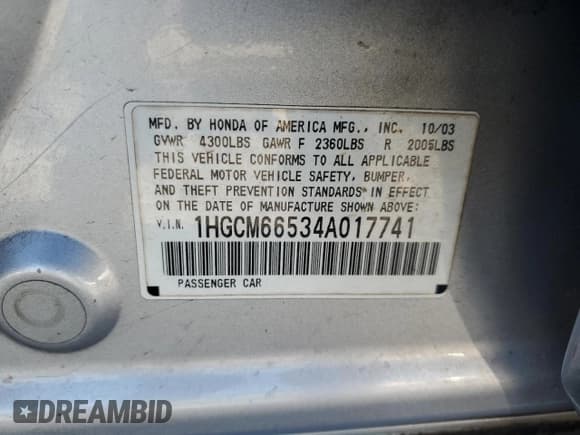 MFD. BY HONDA OF AMERICA MFG., INC. 10/03
GVWR 4300LBS GAWR F 2360LBS R 2005LBS
THIS VEHICLE CONFORMS TO ALL APPLICABLE
FEDERAL MOTOR VEHICLE SAFETY, BUMPER,
AND THEFT PREVENTION STANDARDS IN EFFECT
ON THE DATE OF MANUFACTURE SHOWN ABOVE:
V.I.N. 1HGCM66534A017741
PASSENGER CAR
DREAMBID